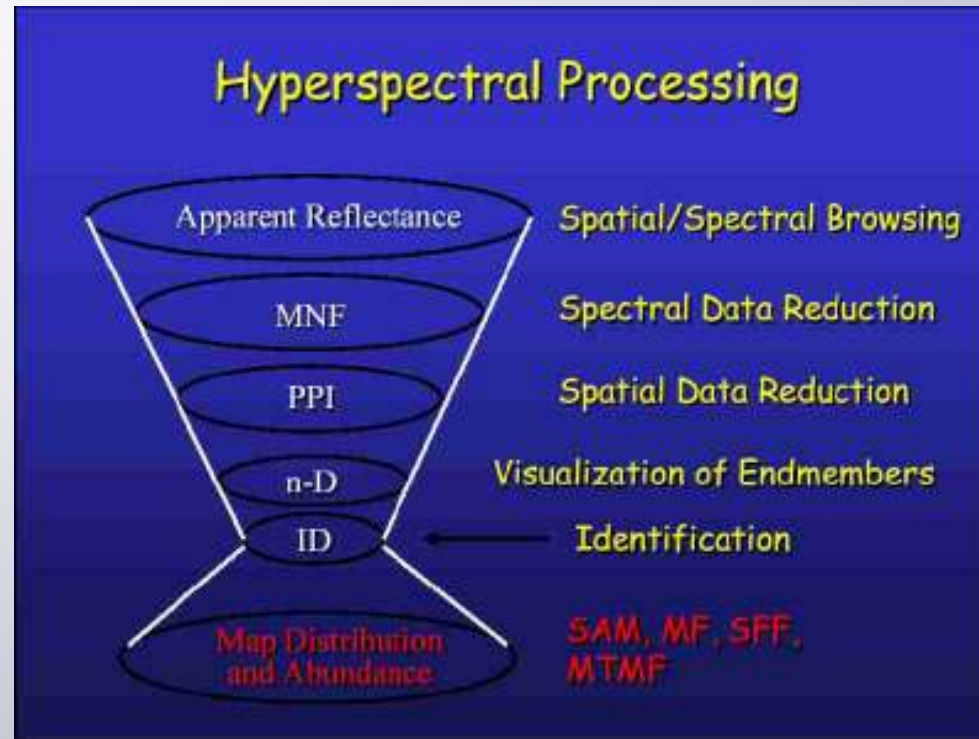 Hyperspectral Processing
Apparent Reflectance
Spatial/Spectral Browsing
MNF
Spectral Data Reduction
PPI
Spatial Data Reduction
n-D
Visualization of Endmembers
ID
Identification
Map Distribution
and Abundance
SAM, MF, SFF,
MTMF